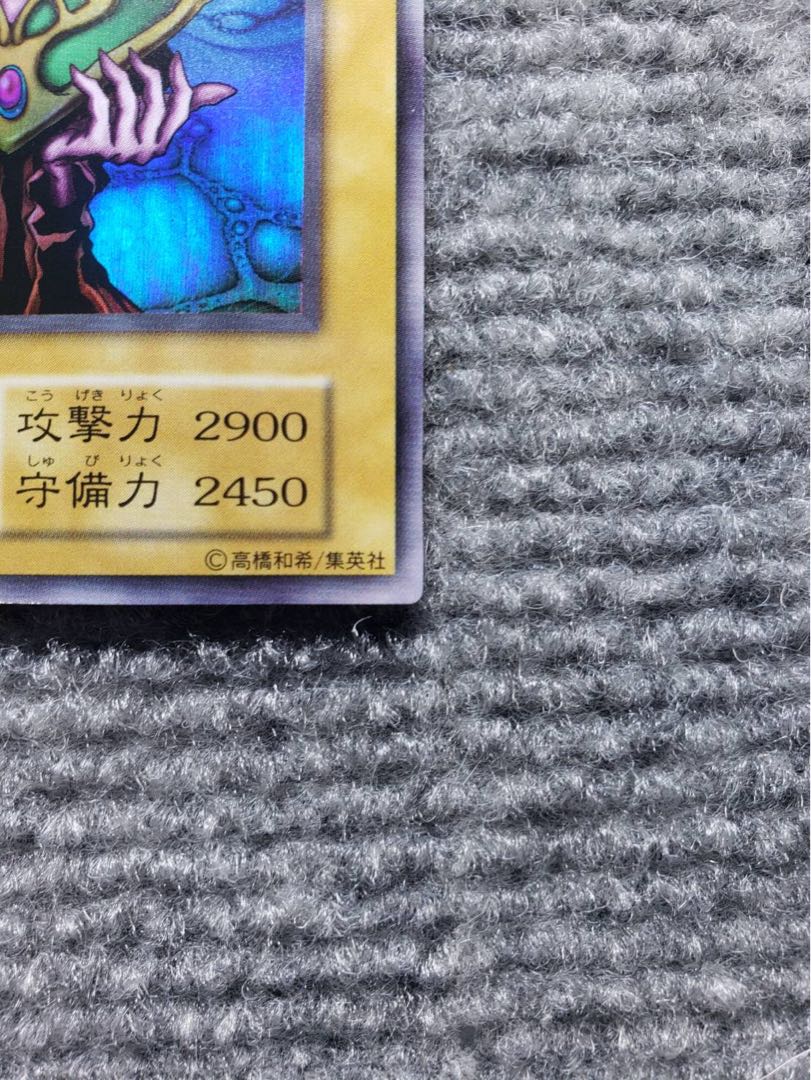 こう げき りょく
攻撃力 2900
しゅ び りょく
守備力 2450
©高橋和希/集英社